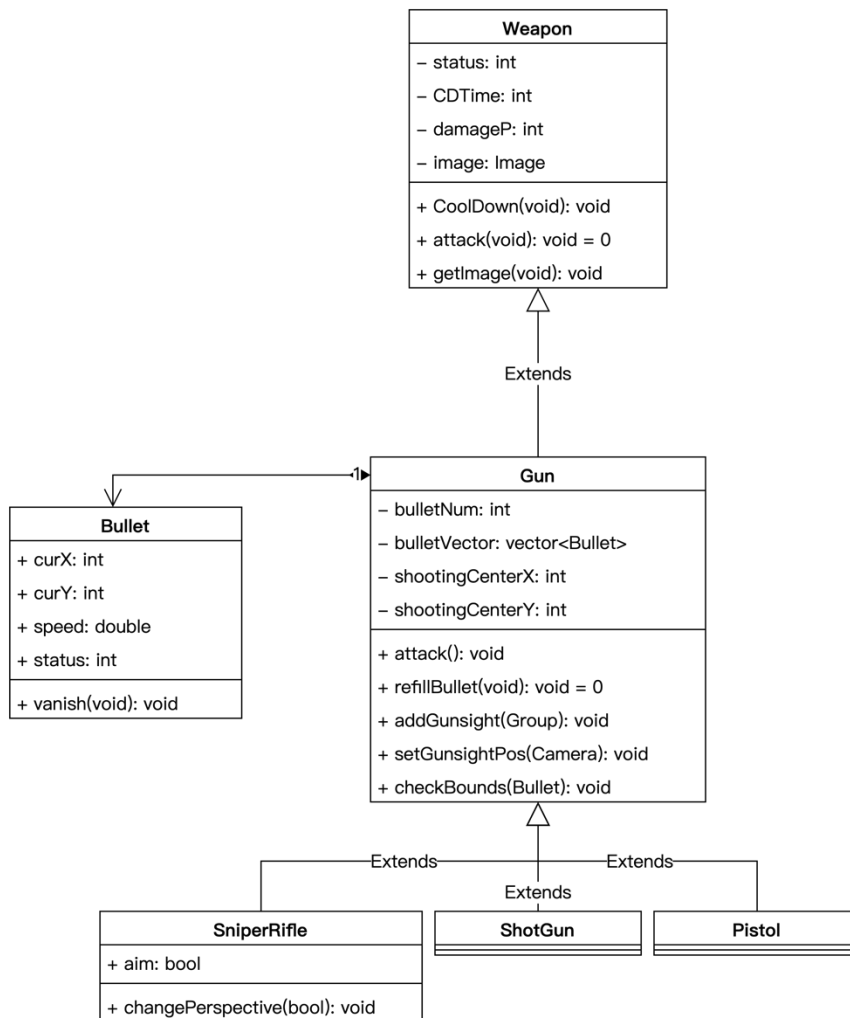 Weapon
– status: int
– CDTime: int
– damageP: int
– image: Image
+ CoolDown(void): void
+ attack(void): void = 0
+ getImage(void): void
Extends
1
Gun
– bulletNum: int
– bulletVector: vector<Bullet>
– shootingCenterX: int
– shootingCenterY: int
+ attack(): void
+ refillBullet(void): void = 0
+ addGunsight(Group): void
+ setGunsightPos(Camera): void
+ checkBounds(Bullet): void
Bullet
+ curX: int
+ curY: int
+ speed: double
+ status: int
+ vanish(void): void
Extends
Extends
Extends
SniperRifle
+ aim: bool
+ changePerspective(bool): void
ShotGun
Pistol